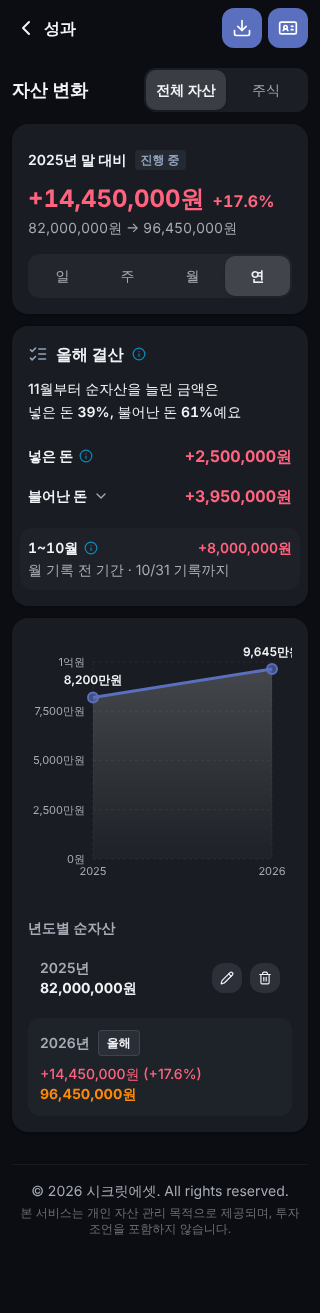 성과
자산 변화
전체 자산
주식
2025년 말 대비 진행 중
+14,450,000원 +17.6%
82,000,000원 → 96,450,000원
일 주 월 연
올해 결산
11월부터 순자산을 늘린 금액은
넣은 돈 39%, 불어난 돈 61%예요
넣은 돈 +2,500,000원
불어난 돈 +3,950,000원
1~10월 +8,000,000원
월 기록 전 기간 · 10/31 기록까지
9,645만원
1억원
8,200만원
7,500만원
5,000만원
2,500만원
0원
2025 2026
년도별 순자산
2025년
82,000,000원
2026년 올해
+14,450,000원 (+17.6%)
96,450,000원
© 2026 시크릿에셋. All rights reserved.
본 서비스는 개인 자산 관리 목적으로 제공되며, 투자
조언을 포함하지 않습니다.